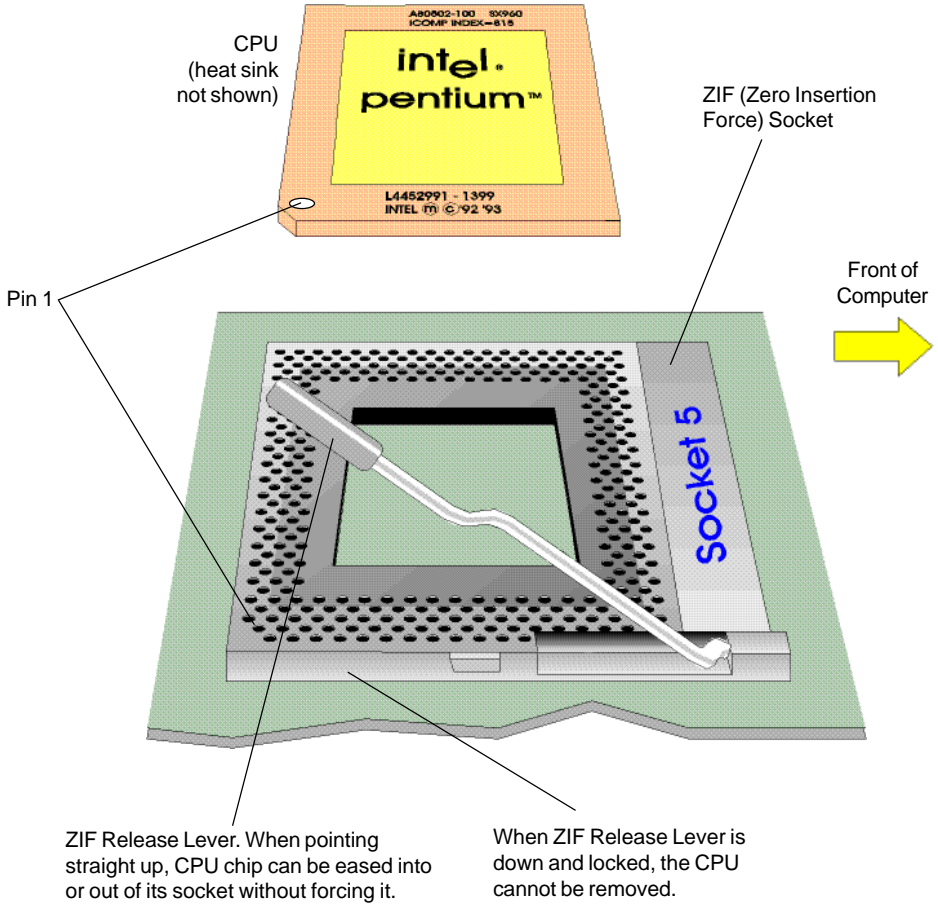 A80802-100 SX960
ICOMP INDEX=815
intel®
pentium™
L4452991 - 1399
INTEL ⓜ ⓒ '92 '93
CPU
(heat sink
not shown)
ZIF (Zero Insertion
Force) Socket
Pin 1
Front of
Computer
Socket 5
ZIF Release Lever. When pointing
straight up, CPU chip can be eased into
or out of its socket without forcing it.
When ZIF Release Lever is
down and locked, the CPU
cannot be removed.